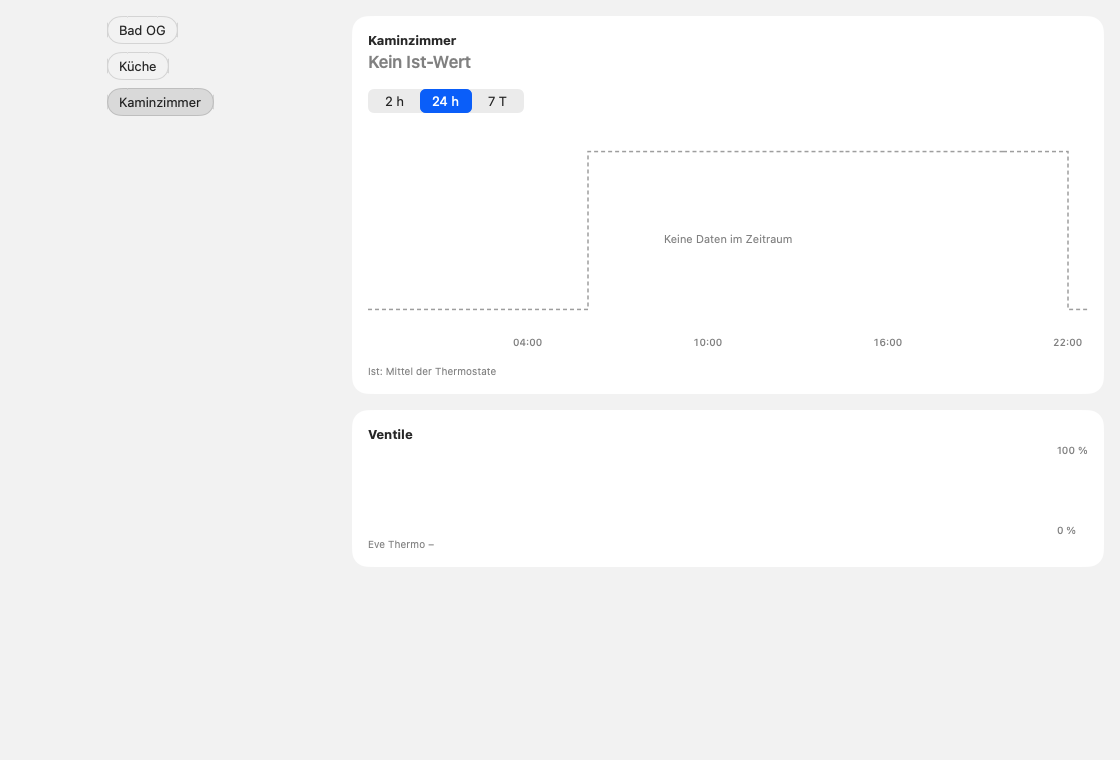 Bad OG
Küche
Kaminzimmer
Kaminzimmer
Kein Ist-Wert
2 h 24 h 7 T
Keine Daten im Zeitraum
04:00 10:00 16:00 22:00
Ist: Mittel der Thermostate
Ventile
100 %
0 %
Eve Thermo –